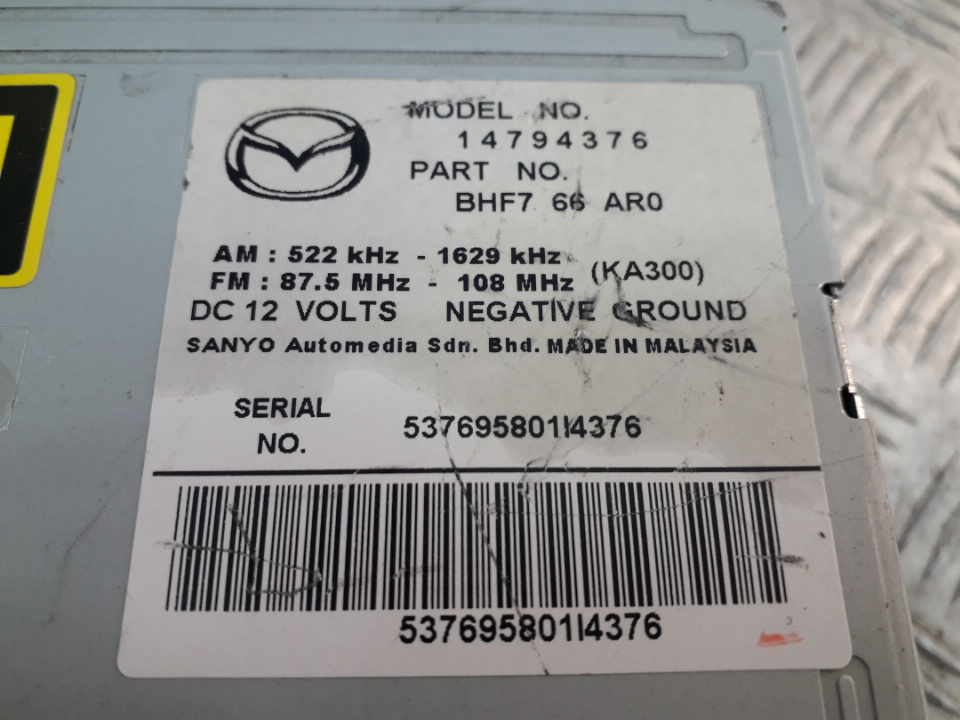 MODEL NO.
14794376
PART NO.
BHF7 66 AR0
AM : 522 kHz - 1629 kHz
FM : 87.5 MHz - 108 MHz (KA300)
DC 12 VOLTS NEGATIVE GROUND
SANYO Automedia Sdn. Bhd. MADE IN MALAYSIA
SERIAL
NO.
537695801I4376
537695801I4376